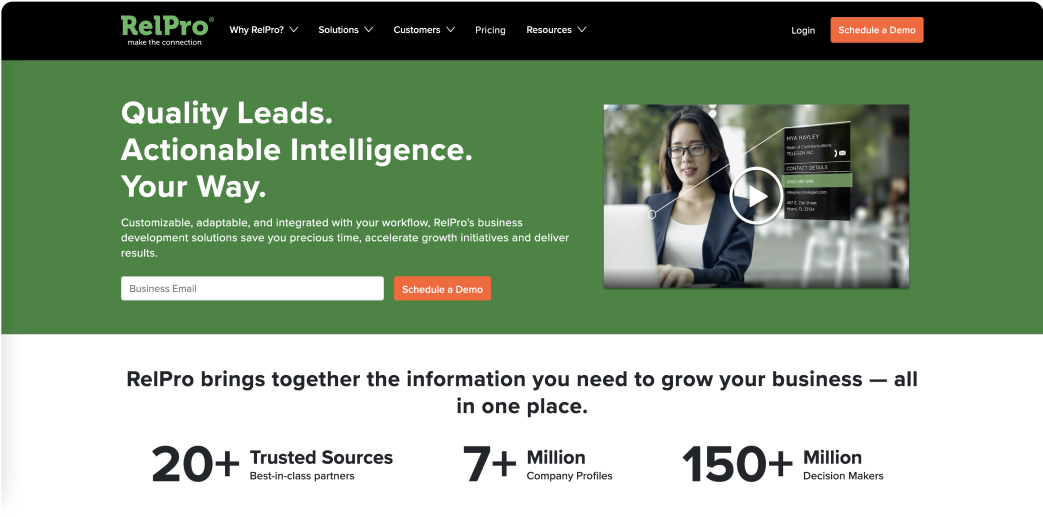 RelPro®
make the connection
Why RelPro? Solutions Customers Pricing Resources Login Schedule a Demo
Quality Leads.
Actionable Intelligence.
Your Way.
Customizable, adaptable, and integrated with your workflow, RelPro's business
development solutions save you precious time, accelerate growth initiatives and deliver
results.
Business Email Schedule a Demo
MYA HAYLEY
Head of Communications
TELEGEN INC
CONTACT DETAILS
Miami, FL 33134
RelPro brings together the information you need to grow your business — all
in one place.
20+ Trusted Sources
Best-in-class partners
7+ Million
Company Profiles
150+ Million
Decision Makers